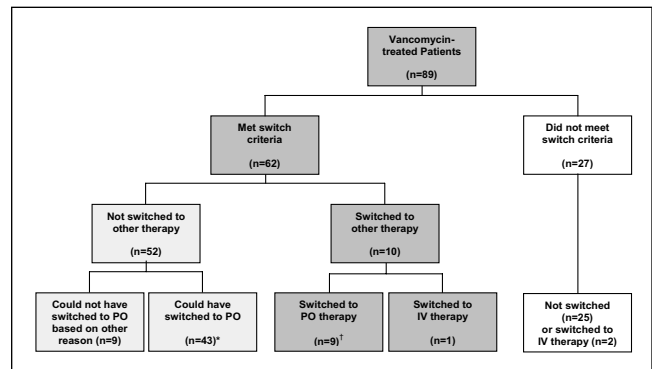 Vancomycin-
treated Patients
(n=89)
Met switch
criteria
(n=62)
Did not meet
switch criteria
(n=27)
Not switched to
other therapy
(n=52)
Switched to
other therapy
(n=10)
Could not have
switched to PO
based on other
reason (n=9)
Could have
switched to PO
(n=43)*
Switched to
PO therapy
(n=9)†
Switched to
IV therapy
(n=1)
Not switched
(n=25)
or switched to
IV therapy (n=2)